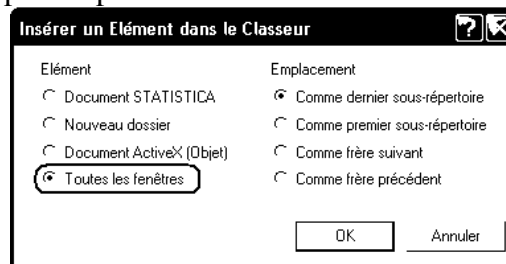 Insérer un Elément dans le Classeur
Elément
Document STATISTICA
Nouveau dossier
Document ActiveX (Objet)
Toutes les fenêtres
Emplacement
Comme dernier sous-répertoire
Comme premier sous-répertoire
Comme frère suivant
Comme frère précédent
OK
Annuler